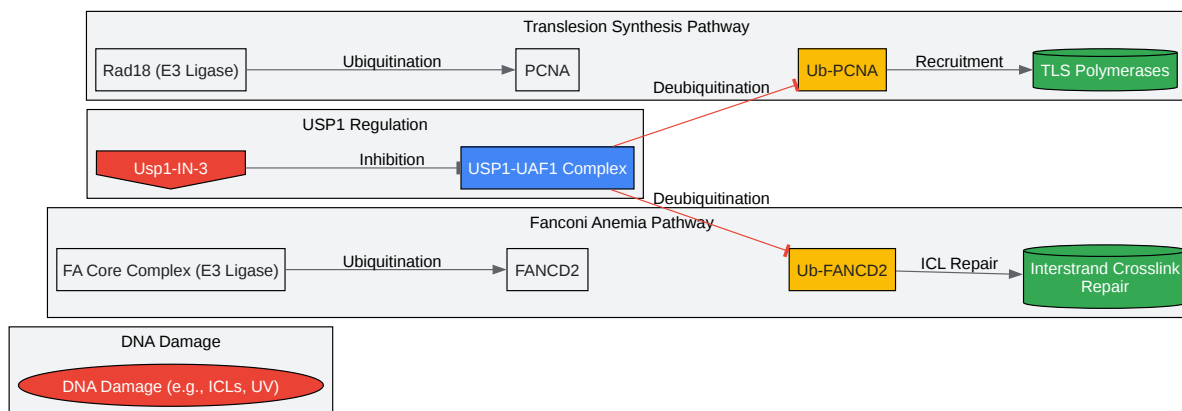 Translesion Synthesis Pathway
Rad18 (E3 Ligase)
Ubiquitination
PCNA
Ub-PCNA
Recruitment
TLS Polymerases
Deubiquitination
USP1 Regulation
Usp1-IN-3
Inhibition
USP1-UAF1 Complex
Deubiquitination
Fanconi Anemia Pathway
FA Core Complex (E3 Ligase)
Ubiquitination
FANCD2
Ub-FANCD2
ICL Repair
Interstrand Crosslink
Repair
DNA Damage
DNA Damage (e.g., ICLs, UV)